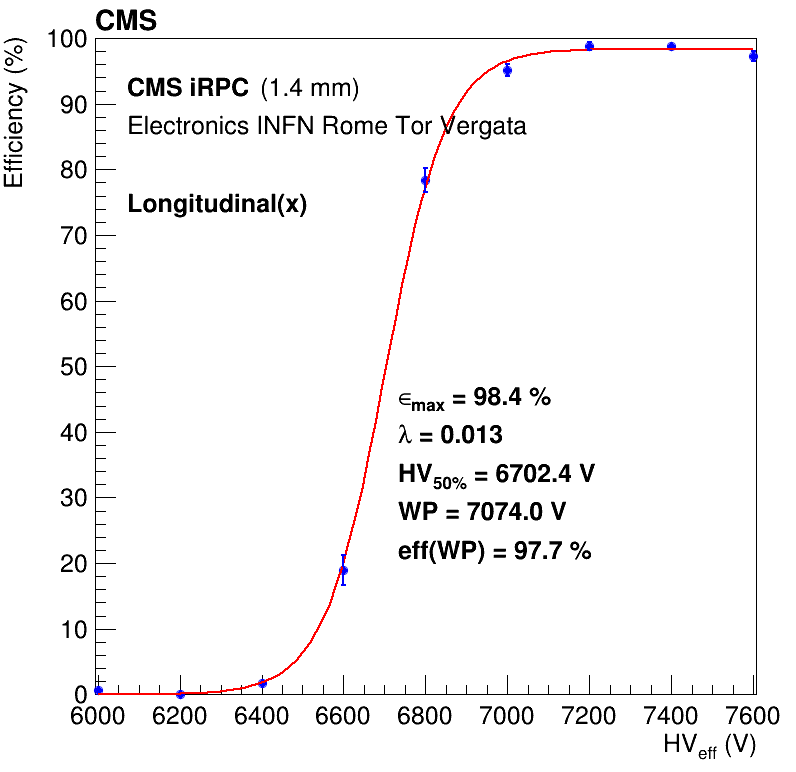 CMS
100
90
80
70
60
50
40
30
20
10
0
Efficiency (%)
CMS iRPC (1.4 mm)
Electronics INFN Rome Tor Vergata
Longitudinal(x)
∈max = 98.4 %
λ = 0.013
HV50% = 6702.4 V
WP = 7074.0 V
eff(WP) = 97.7 %
6000 6200 6400 6600 6800 7000 7200 7400 7600
HVeff (V)